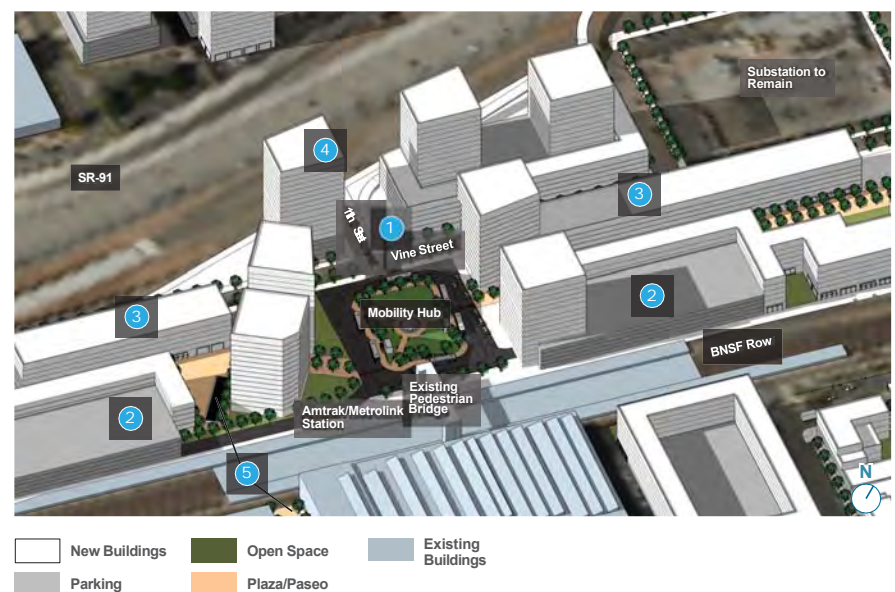 Substation to
Remain
4
SR-91
3
1
Vine Street
2
Mobility Hub
3
BNSF Row
Existing
Pedestrian
Bridge
Amtrak/Metrolink
Station
2
5
N
New Buildings
Open Space
Existing
Buildings
Parking
Plaza/Paseo